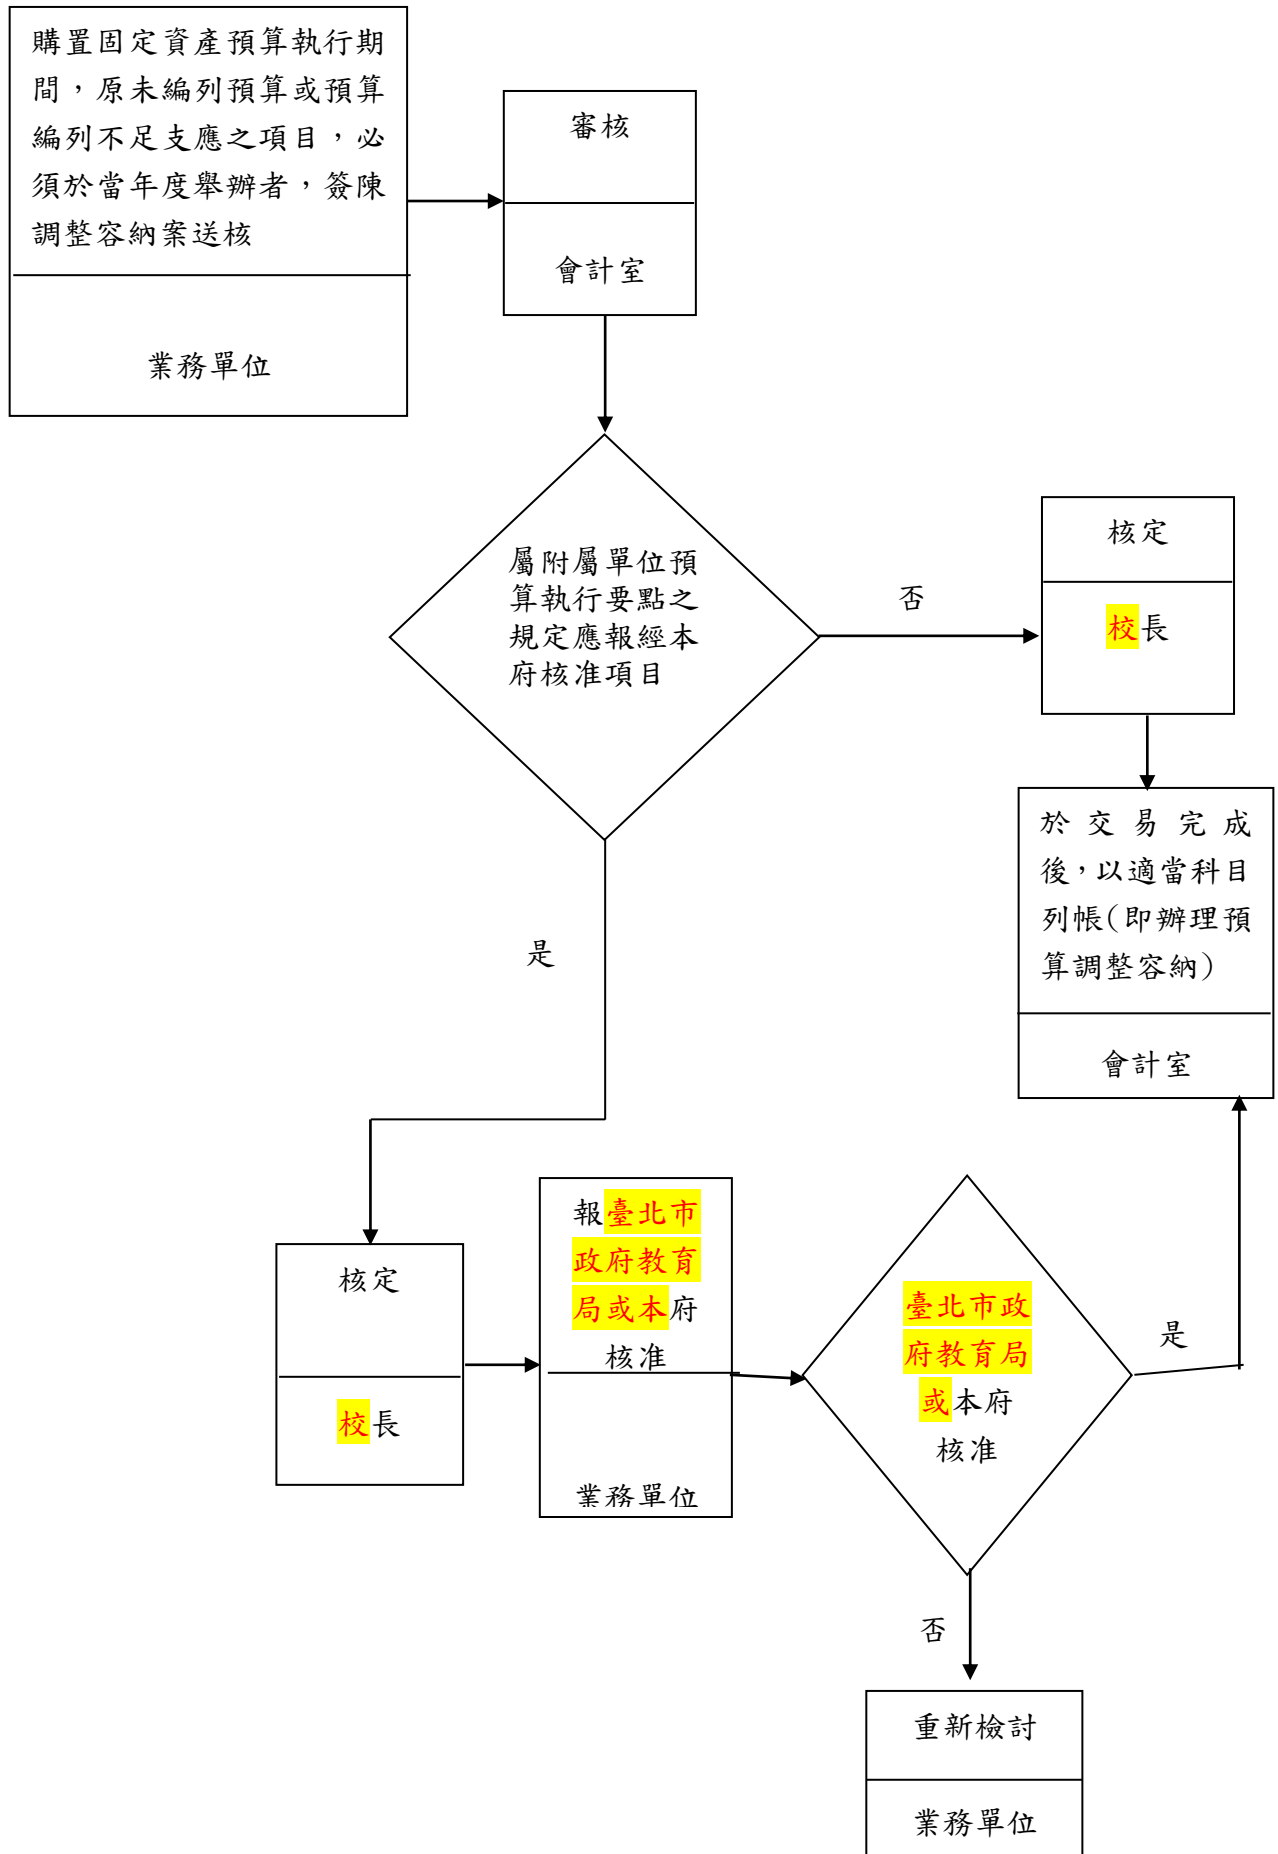 購置固定資產預算執行期
間，原未編列預算或預算
編列不足支應之項目，必
須於當年度舉辦者，簽陳
調整容納案送核
業務單位
審核
會計室
屬附屬單位預
算執行要點之
規定應報經本
府核准項目
否
核定
校長
於交易完成
後，以適當科目
列帳(即辦理預
算調整容納)
會計室
是
核定
校長
報臺北市
政府教育
局或本府
核准
業務單位
臺北市政
府教育局
或本府
核准
是
否
重新檢討
業務單位